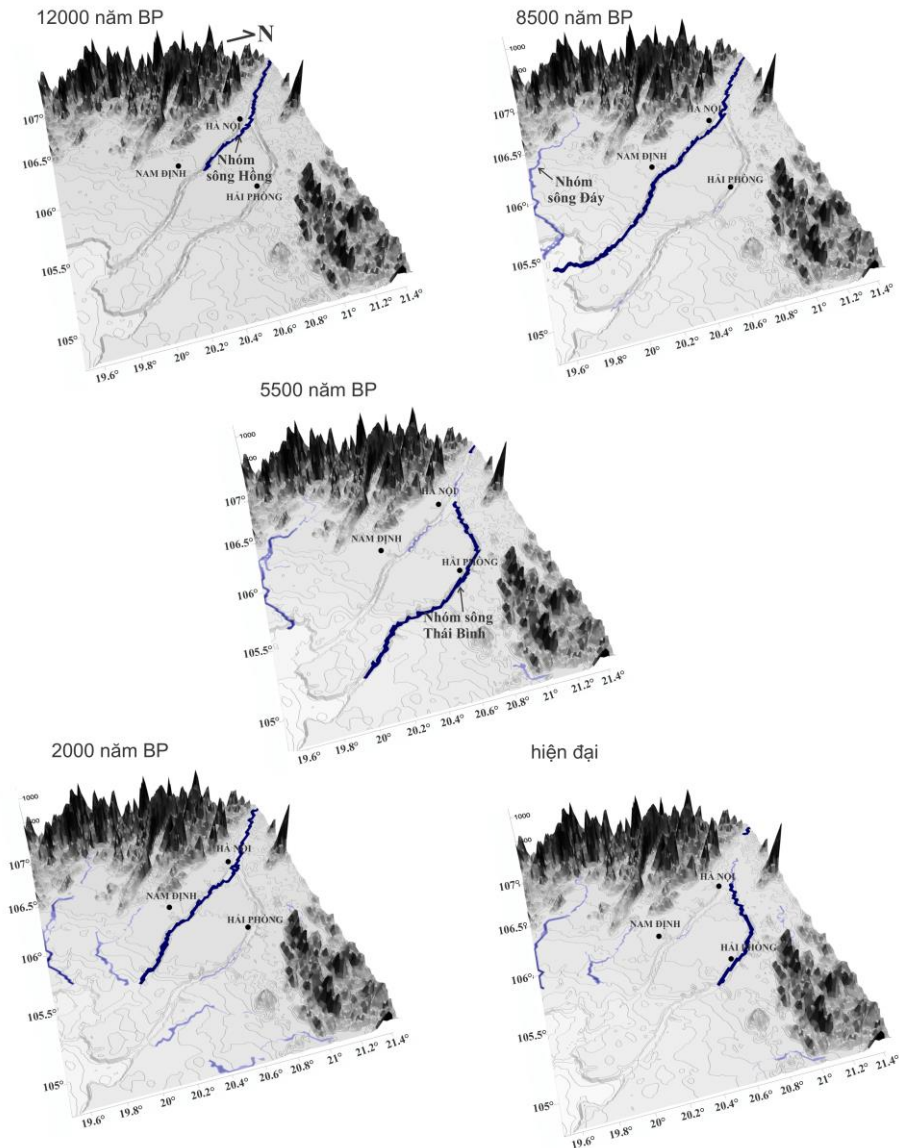 12000 năm BP
N
107°
106.5°
106°
105.5°
105°
HÀ NỘI
NAM ĐỊNH
Nhóm
sông Hồng
HẢI PHÒNG
19.6° 19.8° 20° 20.2° 20.4° 20.6° 20.8° 21° 21.2° 21.4°
8500 năm BP
1000
107°
106.5°
106°
105.5°
105°
HÀ NỘI
NAM ĐỊNH
HẢI PHÒNG
Nhóm
sông Đáy
19.6° 19.8° 20° 20.2° 20.4° 20.6° 20.8° 21° 21.2° 21.4°
5500 năm BP
1000
107°
106.5°
106°
105.5°
105°
HÀ NỘI
NAM ĐỊNH
HẢI PHÒNG
Nhóm sông
Thái Bình
19.6° 19.8° 20° 20.2° 20.4° 20.6° 20.8° 21° 21.2° 21.4°
2000 năm BP
1000
107°
106.5°
106°
105.5°
105°
HÀ NỘI
NAM ĐỊNH
HẢI PHÒNG
19.6° 19.8° 20° 20.2° 20.4° 20.6° 20.8° 21° 21.2° 21.4°
hiện đại
1000
107°
106.5°
106°
105.5°
105°
HÀ NỘI
NAM ĐỊNH
HẢI PHÒNG
19.6° 19.8° 20° 20.2° 20.4° 20.6° 20.8° 21° 21.2° 21.4°